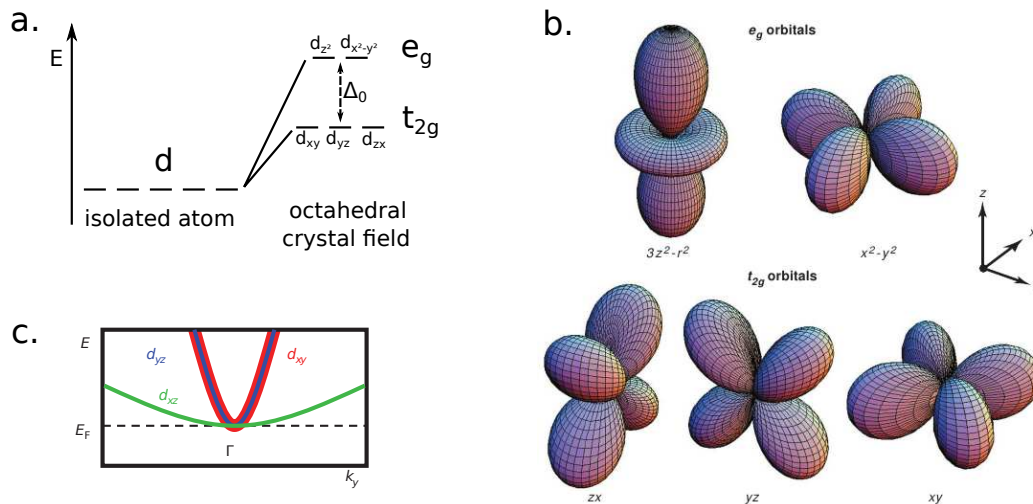 a.
E
d
isolated atom
d_z² d_x²-y² e_g
Δ₀
t_2g
d_xy d_yz d_zx
octahedral
crystal field
b.
e_g orbitals
3z²-r²
x²-y²
z
x
t_2g orbitals
zx
yz
xy
c.
E
d_yz
d_xy
d_xz
E_F
Γ
k_y